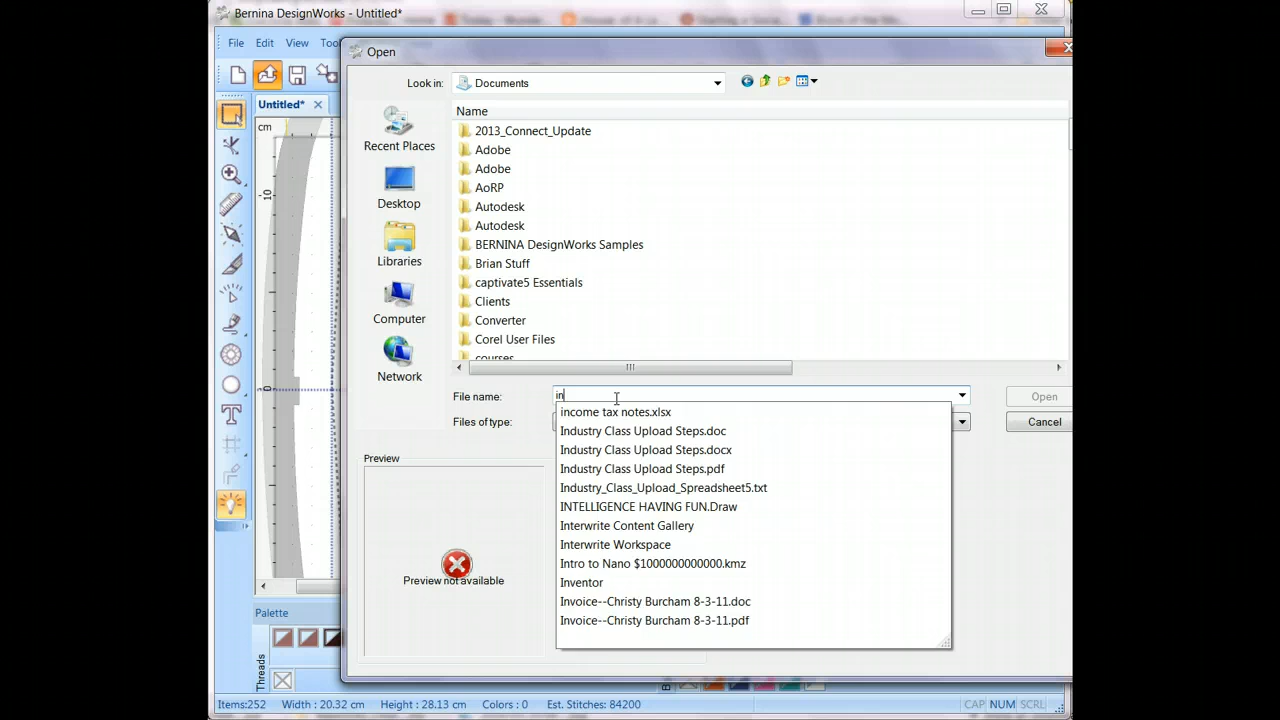 Bernina DesignWorks - Untitled*
File Edit View Too
Open
Look in: Documents
Untitled*
cm
Name
2013_Connect_Update
Adobe
Adobe
AoRP
Autodesk
Autodesk
BERNINA DesignWorks Samples
Brian Stuff
captivate5 Essentials
Clients
Converter
Corel User Files
courses
Recent Places
Desktop
Libraries
Computer
Network
10
0
File name: in
Open
Files of type:
Cancel
income tax notes.xlsx
Industry Class Upload Steps.doc
Industry Class Upload Steps.docx
Industry Class Upload Steps.pdf
Industry_Class_Upload_Spreadsheet5.txt
INTELLIGENCE HAVING FUN.Draw
Interwrite Content Gallery
Interwrite Workspace
Intro to Nano $1000000000000.kmz
Inventor
Invoice--Christy Burcham 8-3-11.doc
Invoice--Christy Burcham 8-3-11.pdf
Preview
Preview not available
Palette
Threads
Items:252 Width : 20.32 cm Height : 28.13 cm Colors : 0 Est. Stitches: 84200 CAP NUM SCRL